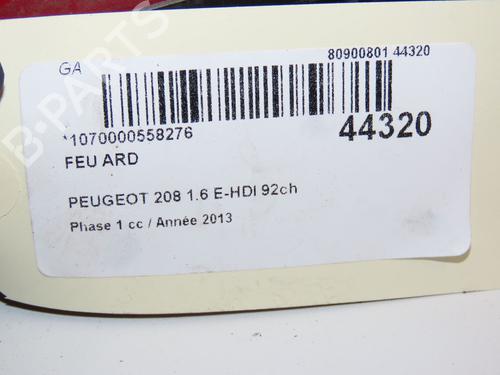 GA
80900801 44320
*1070000558276
44320
FEU ARD
PEUGEOT 208 1.6 E-HDI 92ch
Phase 1 cc / Année 2013
B-PARTS